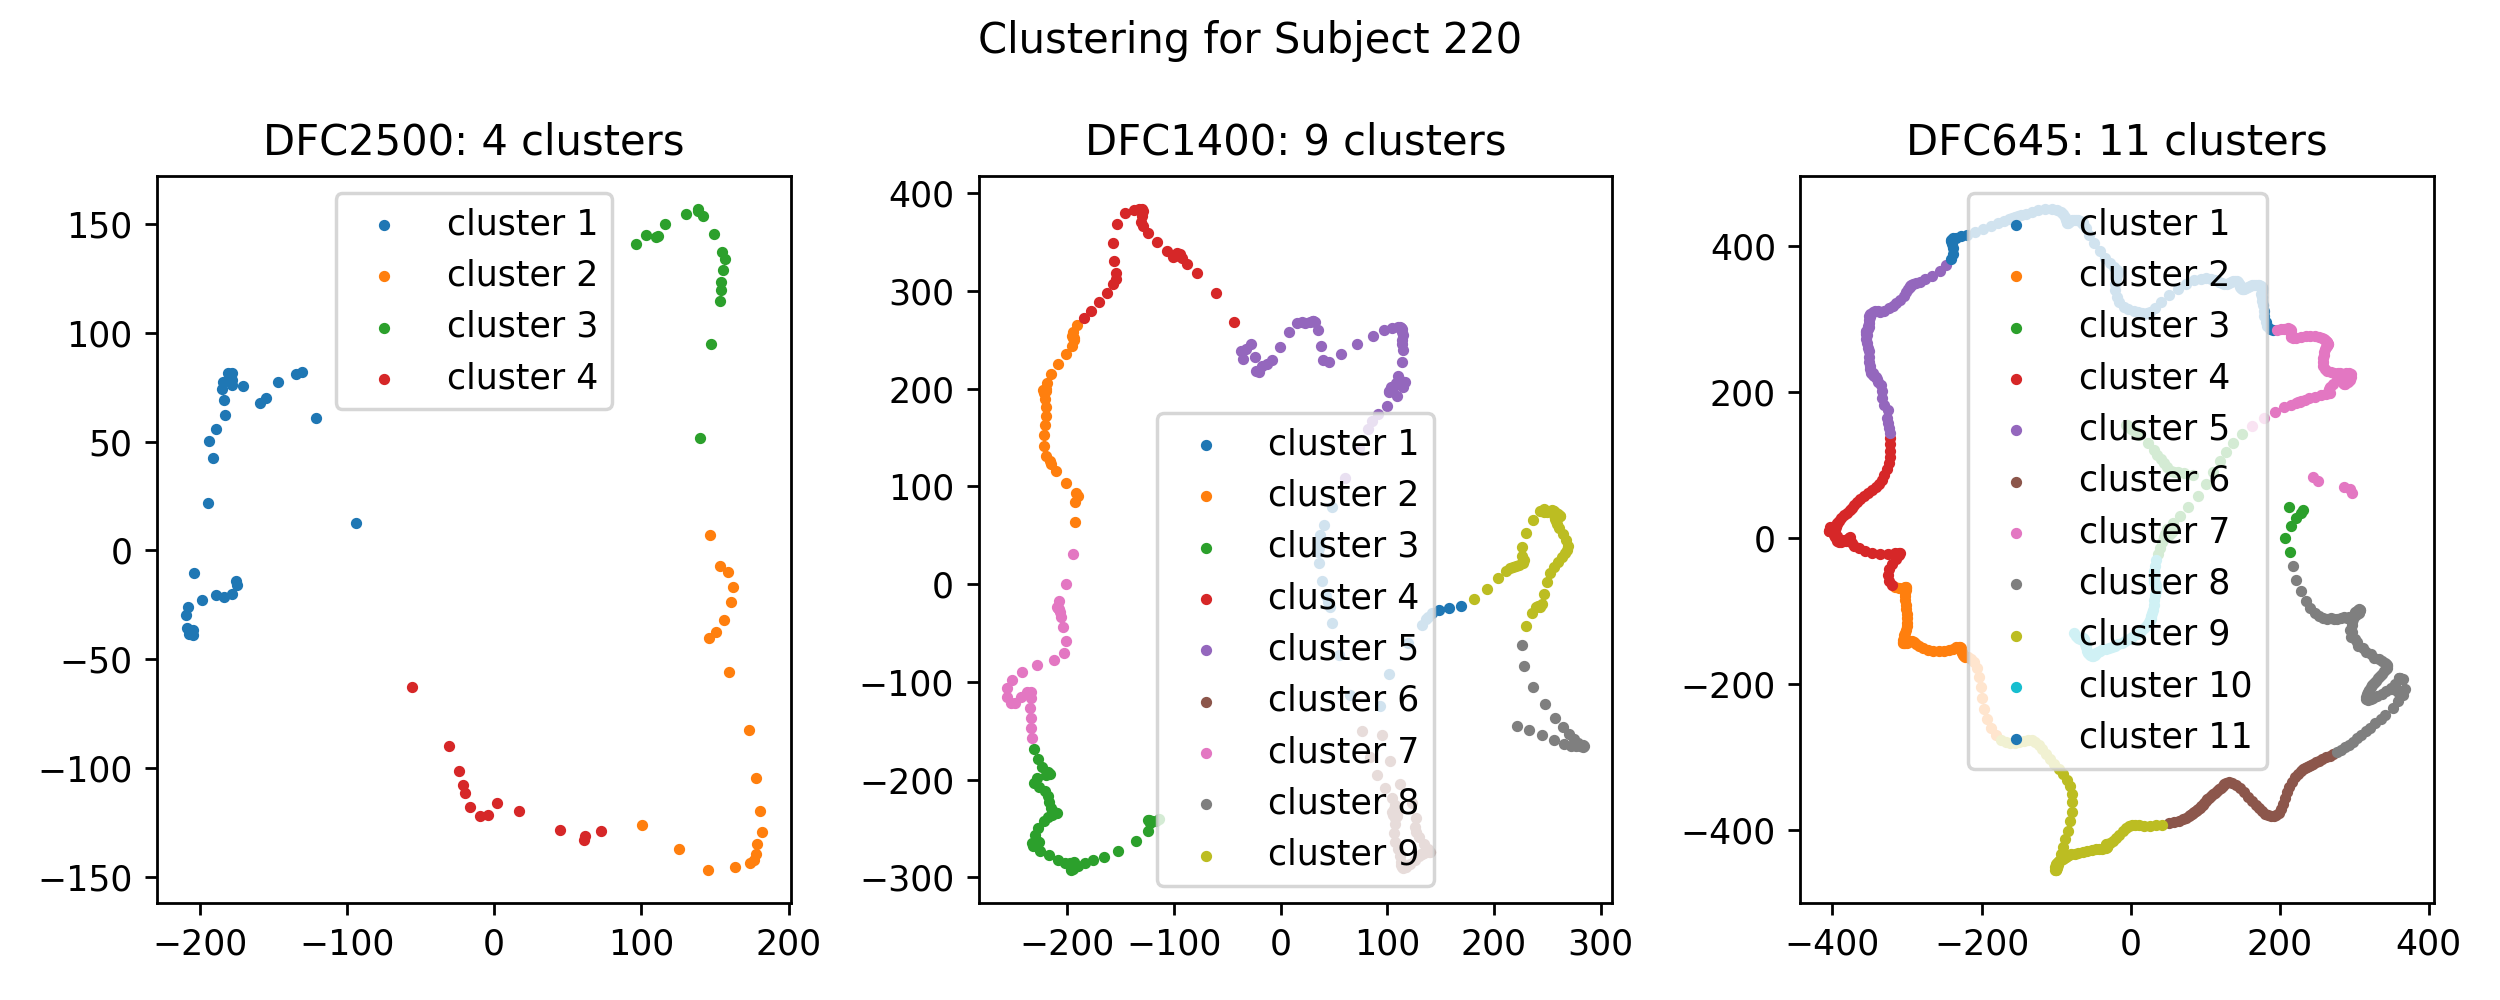 Clustering for Subject 220
DFC2500: 4 clusters
150
100
50
0
−50
−100
−150
−200
−100
0
100
200
cluster 1
cluster 2
cluster 3
cluster 4
DFC1400: 9 clusters
400
300
200
100
0
−100
−200
−300
−200
−100
0
100
200
300
cluster 1
cluster 2
cluster 3
cluster 4
cluster 5
cluster 6
cluster 7
cluster 8
cluster 9
DFC645: 11 clusters
400
200
0
−200
−400
−400
−200
0
200
400
cluster 1
cluster 2
cluster 3
cluster 4
cluster 5
cluster 6
cluster 7
cluster 8
cluster 9
cluster 10
cluster 11